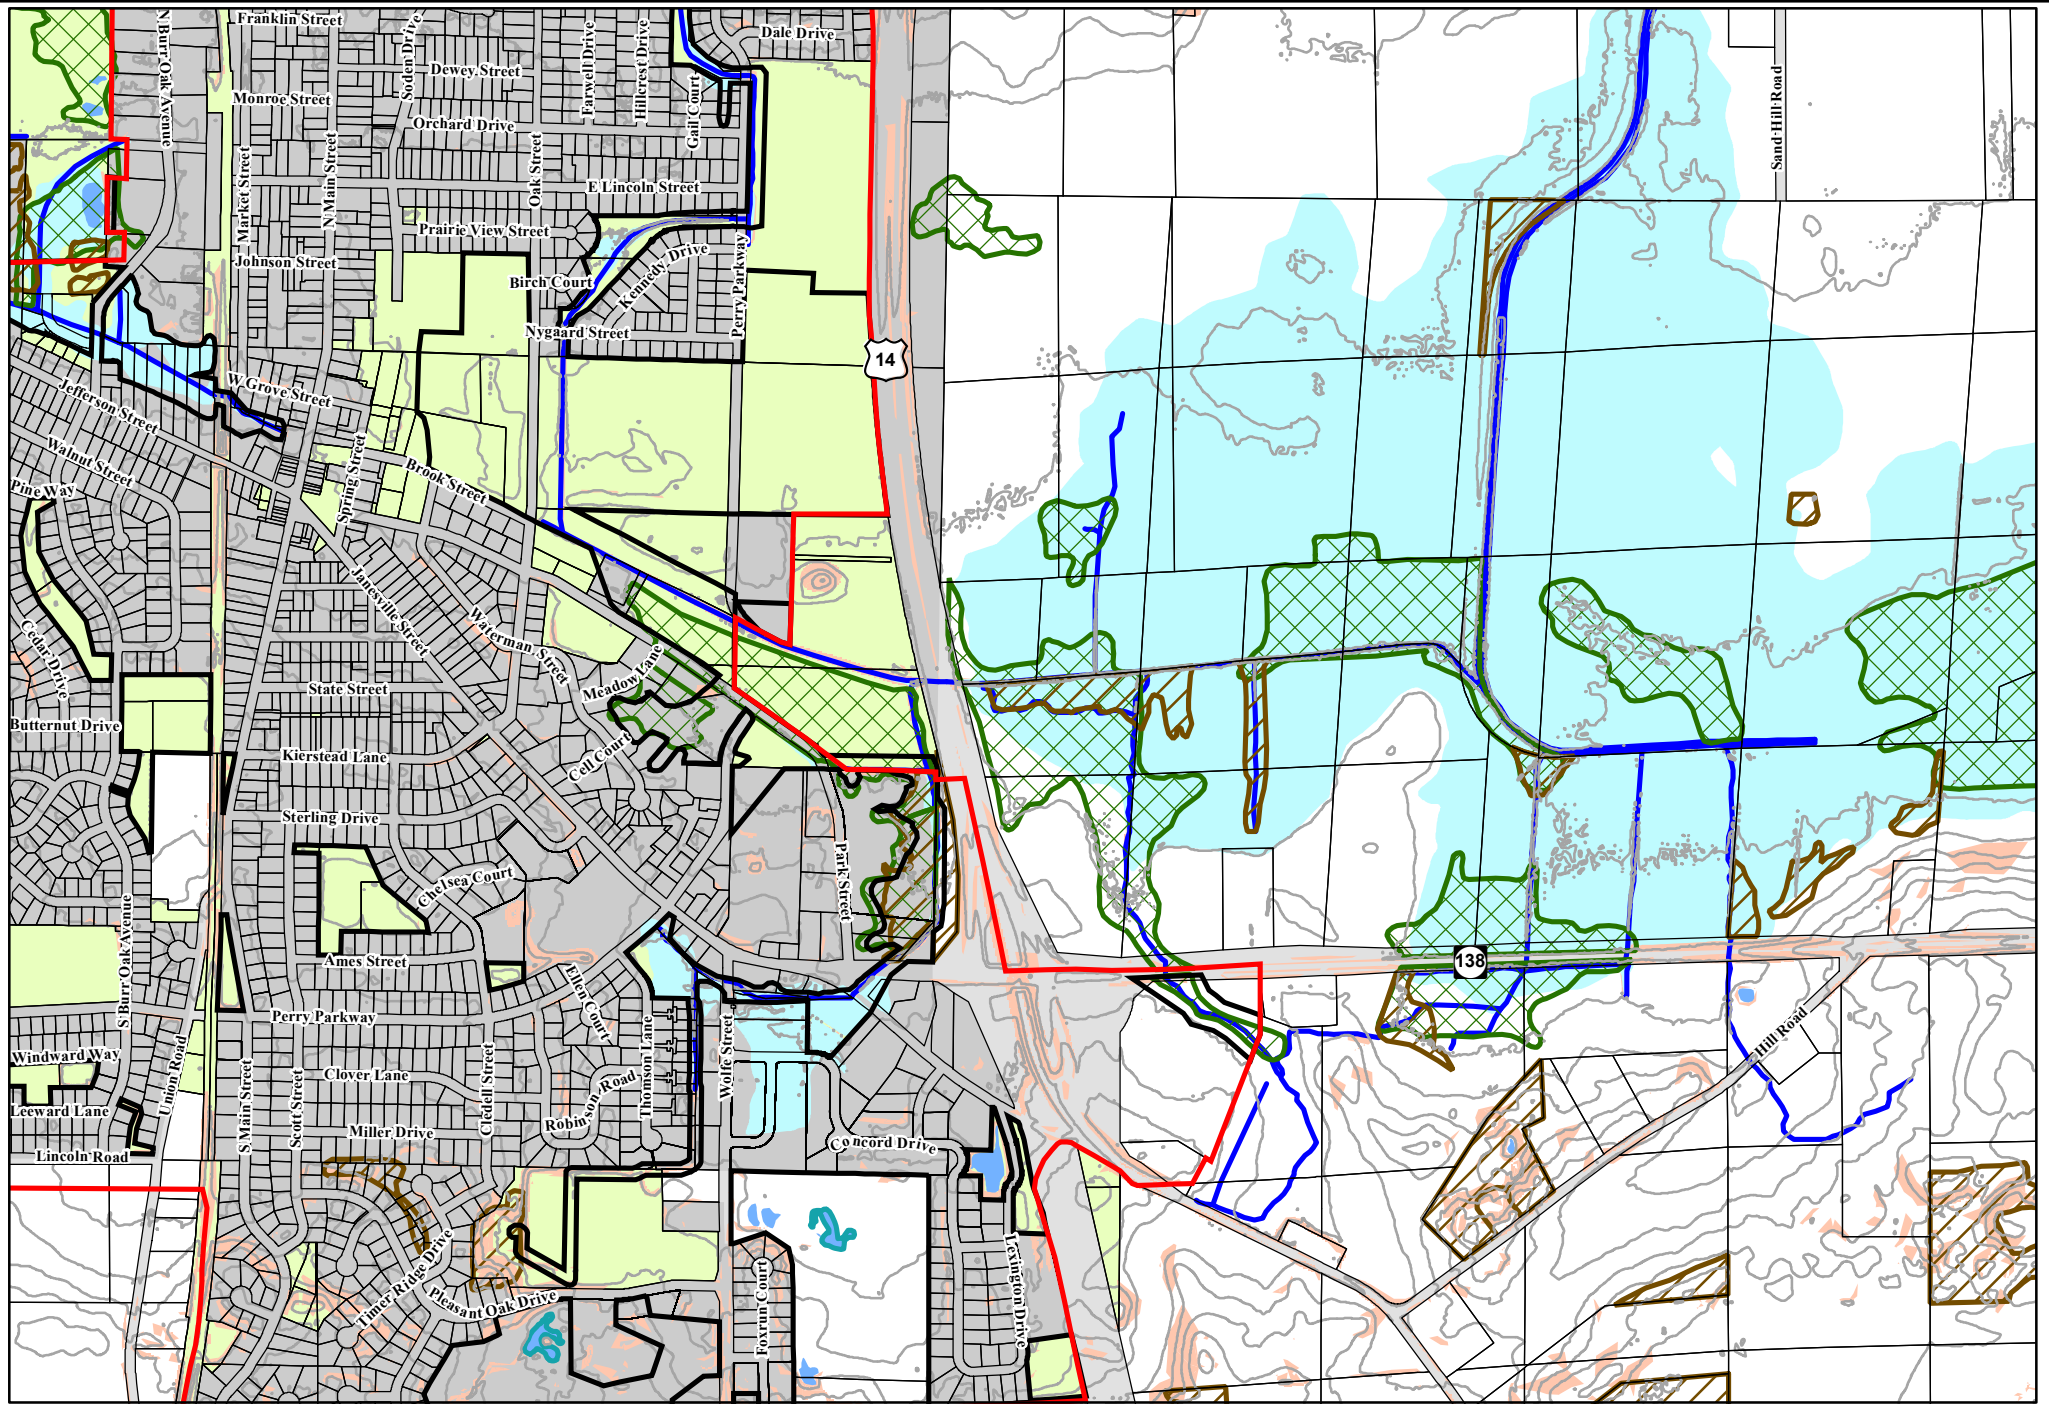 Franklin Street
N Burr Oak Avenue
Soden Drive
Farwell Drive
Hillcrest Drive
Dale Drive
Dewey Street
Gail Court
Sand Hill Road
Monroe Street
Orchard Drive
Market Street
N Main Street
Oak Street
E Lincoln Street
Prairie View Street
Johnson Street
Birch Court
Kennedy Drive
Perry Parkway
Nygaard Street
14
W Grove Street
Jefferson Street
Walnut Street
Spring Street
Brook Street
Pine Way
Janesville Street
Waterman Street
Cedar Drive
Meadow Lane
State Street
Butternut Drive
Kierstead Lane
Cell Court
Sterling Drive
Park Street
Chelsea Court
S Burr Oak Avenue
Ames Street
138
Ellen Court
Perry Parkway
Thomson Lane
Wolfe Street
Hill Road
Windward Way
Union Road
Clover Lane
Cledell Street
Robinson Road
S Main Street
Scott Street
Leeward Lane
Miller Drive
Concord Drive
Lincoln Road
Timer Ridge Drive
Pleasant Oak Drive
Foxrun Court
Lexington Drive